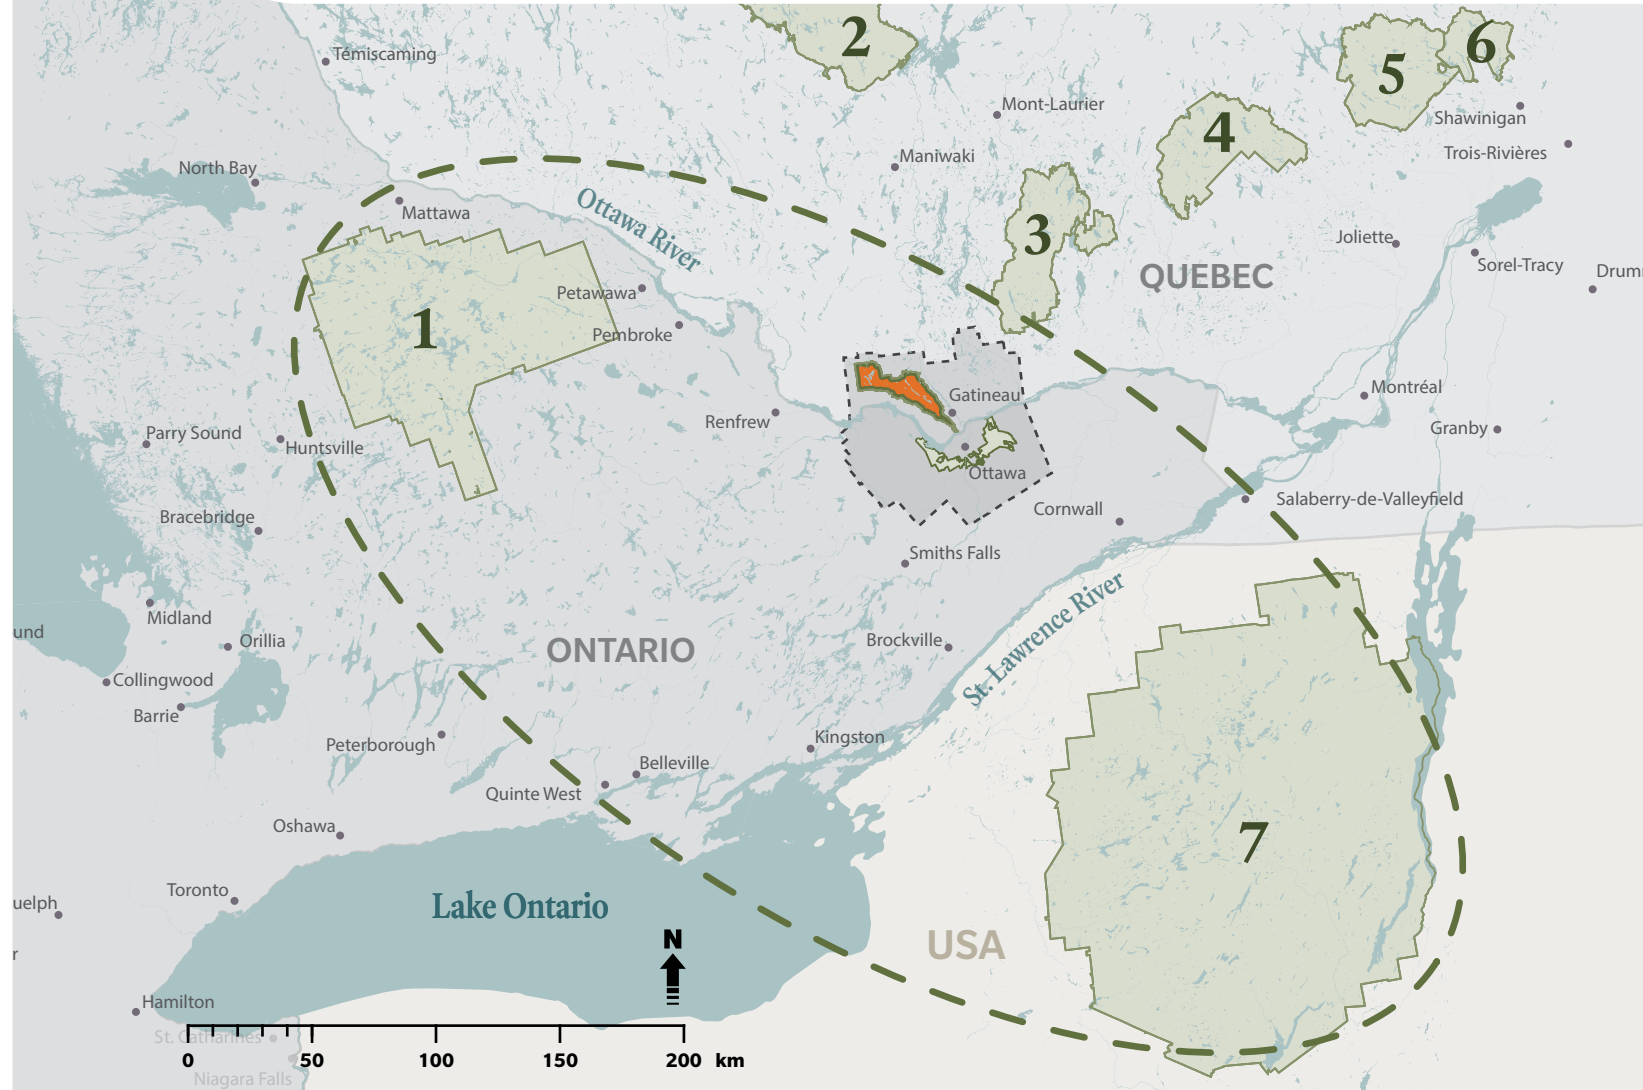 2
6
5
Témiscaming
Mont-Laurier
Shawinigan
4
Trois-Rivières
Maniwaki
North Bay
Mattawa
Ottawa River
3
Joliette
QUEBEC
Sorel-Tracy
Drum
Petawawa
1
Pembroke
Gatineau
Montréal
Renfrew
Parry Sound
Huntsville
Granby
Ottawa
Salaberry-de-Valleyfield
Cornwall
Bracebridge
Smiths Falls
Midland
und
Orillia
Brockville
St. Lawrence River
ONTARIO
Collingwood
Barrie
Peterborough
Kingston
Belleville
Quinte West
Oshawa
7
Toronto
uelph
Lake Ontario
N
USA
r
Hamilton
St. Catharines
0 50 100 150 200 km
Niagara Falls